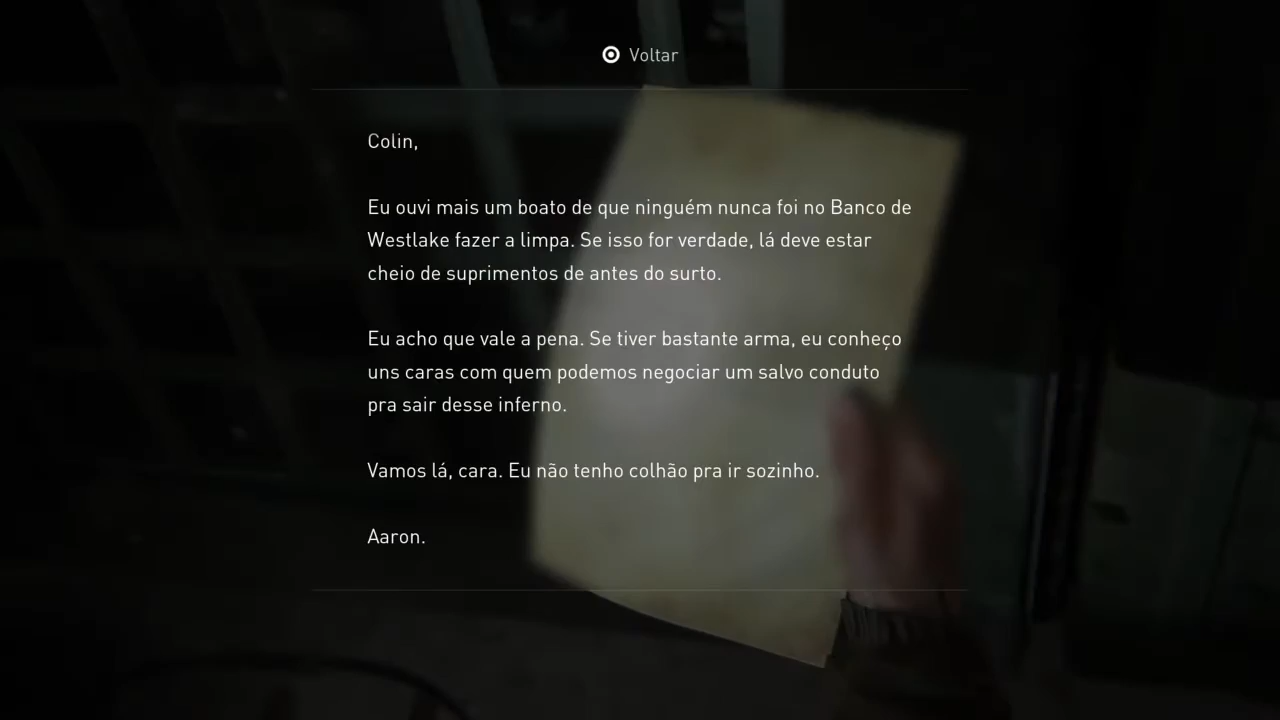 Voltar
Colin,
Eu ouvi mais um boato de que ninguém nunca foi no Banco de
Westlake fazer a limpa. Se isso for verdade, lá deve estar
cheio de suprimentos de antes do surto.
Eu acho que vale a pena. Se tiver bastante arma, eu conheço
uns caras com quem podemos negociar um salvo conduto
pra sair desse inferno.
Vamos lá, cara. Eu não tenho colhão pra ir sozinho.
Aaron.